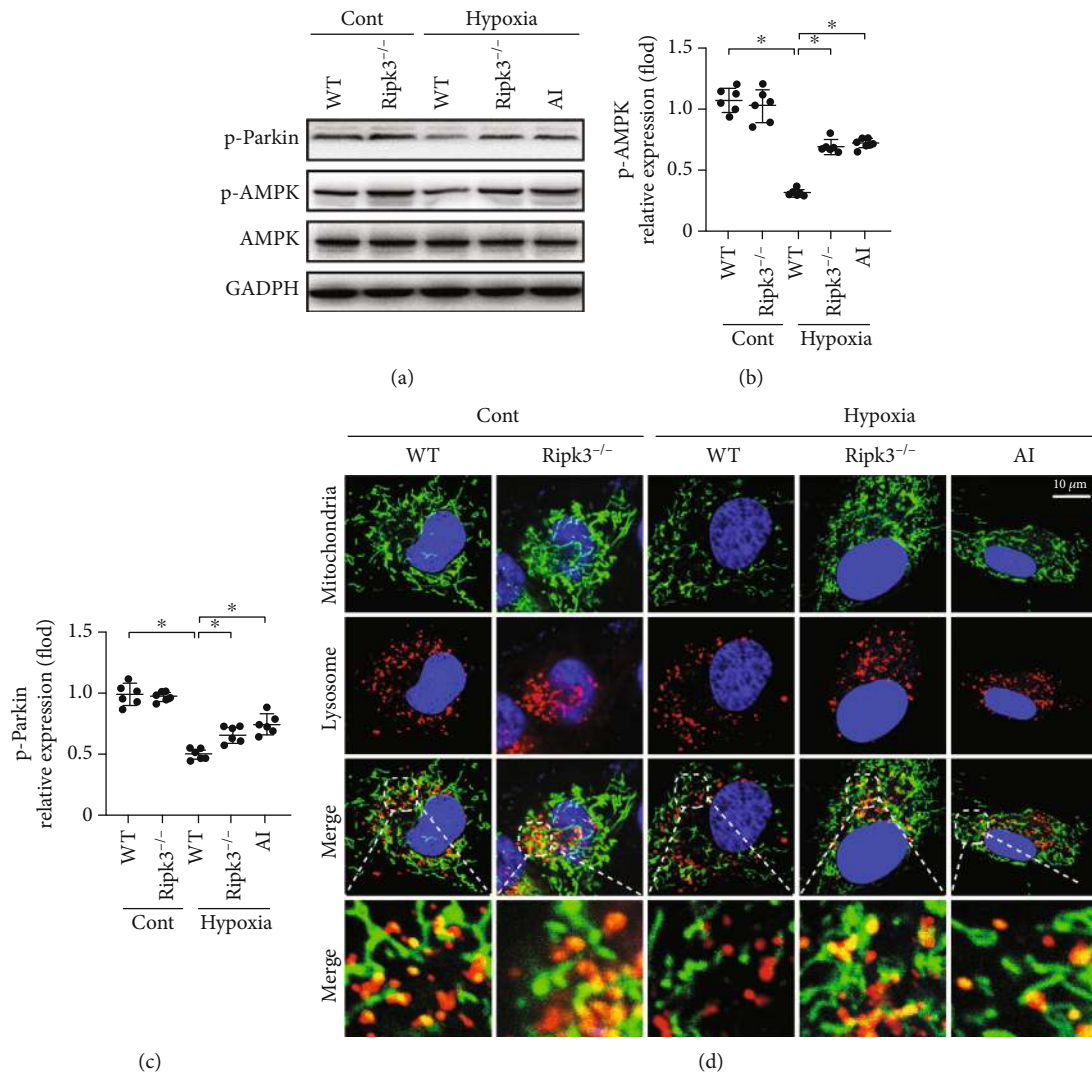 Cont Hypoxia
WT Ripk3⁻/⁻ WT Ripk3⁻/⁻ AI
p-Parkin
p-AMPK
AMPK
GADPH
(a)
p-AMPK
relative expression (flod)
1.5
1.0
0.5
0
* * *
WT Ripk3⁻/⁻ WT Ripk3⁻/⁻ AI
Cont Hypoxia
(b)
p-Parkin
relative expression (flod)
1.5
1.0
0.5
0
* * *
WT Ripk3⁻/⁻ WT Ripk3⁻/⁻ AI
Cont Hypoxia
(c)
Cont Hypoxia
WT Ripk3⁻/⁻ WT Ripk3⁻/⁻ AI
10 μm
Mitochondria
Lysosome
Merge
Merge
(d)